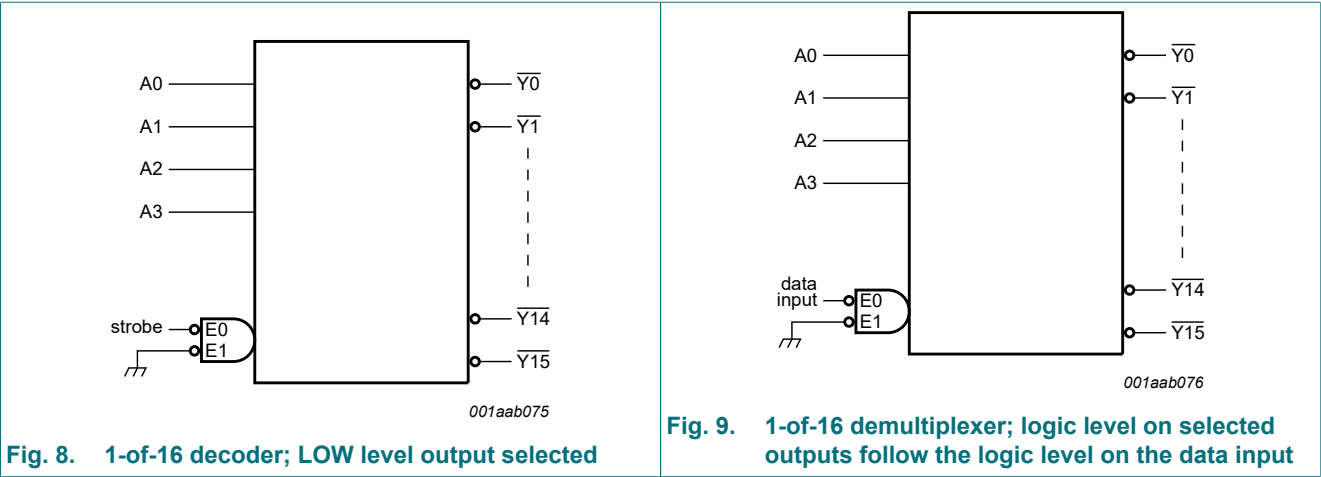 A0
A1
A2
A3
strobe
E0
E1
Y0
Y1
Y14
Y15
001aab075
Fig. 8. 1-of-16 decoder; LOW level output selected
A0
A1
A2
A3
data
input
E0
E1
Y0
Y1
Y14
Y15
001aab076
Fig. 9. 1-of-16 demultiplexer; logic level on selected
outputs follow the logic level on the data input